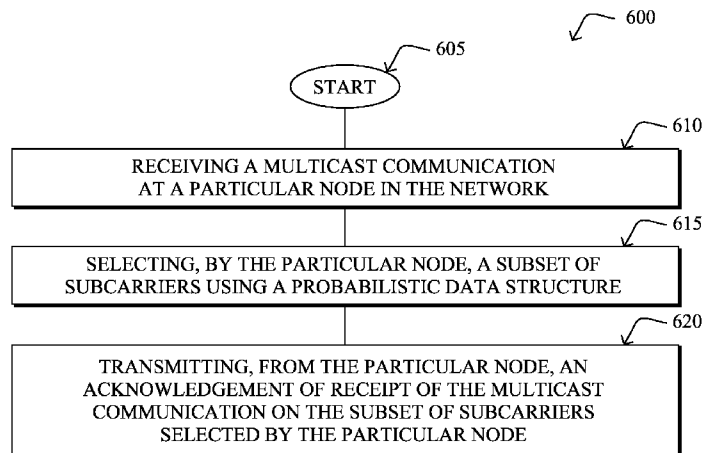 600
605
START
610
RECEIVING A MULTICAST COMMUNICATION
AT A PARTICULAR NODE IN THE NETWORK
615
SELECTING, BY THE PARTICULAR NODE, A SUBSET OF
SUBCARRIERS USING A PROBABILISTIC DATA STRUCTURE
620
TRANSMITTING, FROM THE PARTICULAR NODE, AN
ACKNOWLEDGEMENT OF RECEIPT OF THE MULTICAST
COMMUNICATION ON THE SUBSET OF SUBCARRIERS
SELECTED BY THE PARTICULAR NODE